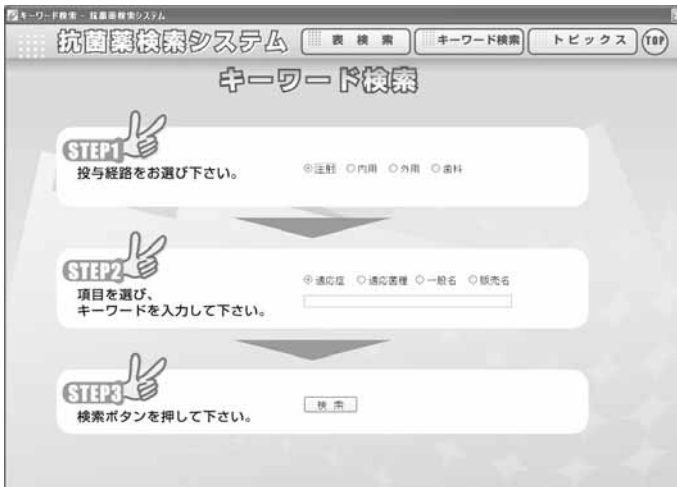 キーワード検索 - 抗菌薬検索システム
抗菌薬検索システム
表 検 索
キーワード検索
トピックス
TOP
キーワード検索
STEP1
投与経路をお選び下さい。
注射 内用 外用 歯科
STEP2
項目を選び、
キーワードを入力して下さい。
適応症 適応菌種 一般名 販売名
STEP3
検索ボタンを押して下さい。
検 索